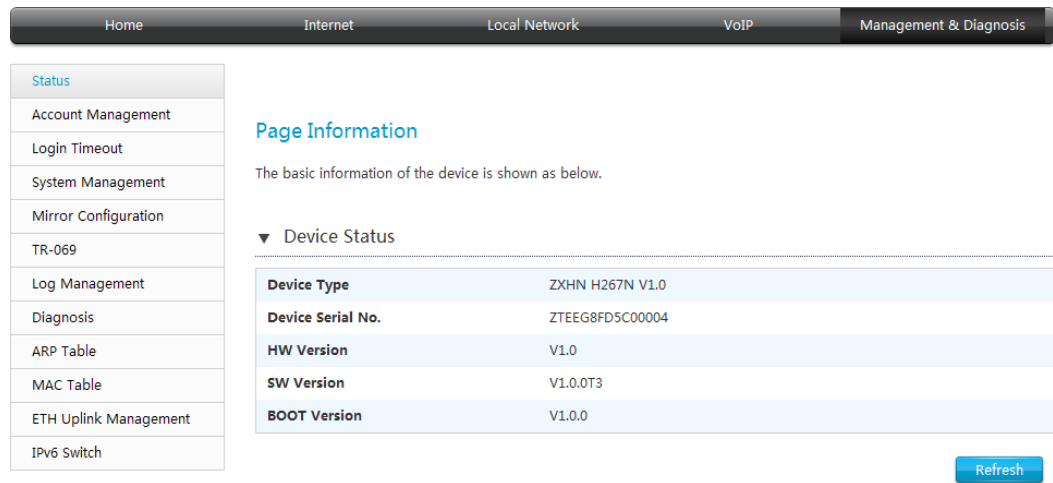 Home Internet Local Network VoIP Management & Diagnosis
Status
Account Management
Login Timeout
System Management
Mirror Configuration
TR-069
Log Management
Diagnosis
ARP Table
MAC Table
ETH Uplink Management
IPv6 Switch
Page Information
The basic information of the device is shown as below.
▼ Device Status
Device Type ZXHN H267N V1.0
Device Serial No. ZTEEG8FD5C00004
HW Version V1.0
SW Version V1.0.0T3
BOOT Version V1.0.0
Refresh